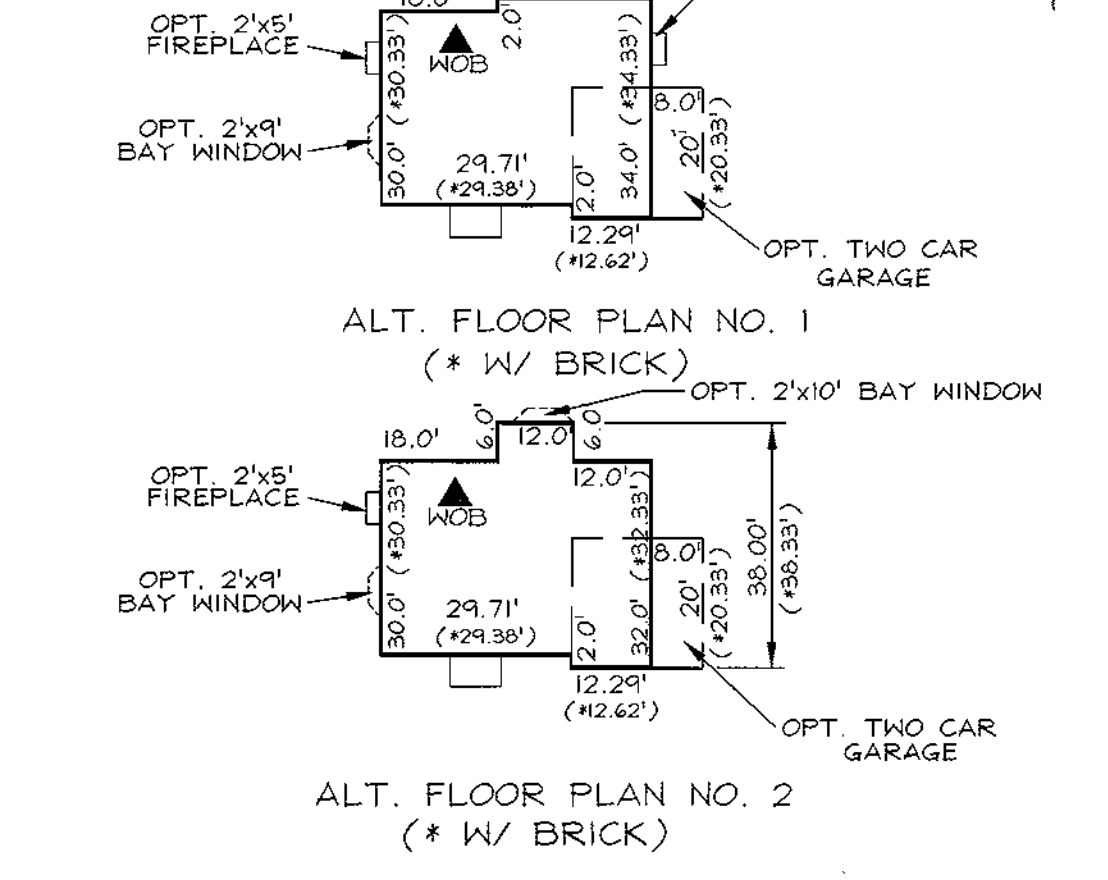 OPT. 2'x5'
FIREPLACE
2.0'
(*30.33')
(*34.33')
WOB
8.0'
OPT. 2'x9'
BAY WINDOW
30.0'
29.71'
(*29.38')
2.0'
34.0'
20'
(*20.33')
12.29'
(*12.62')
OPT. TWO CAR
GARAGE
ALT. FLOOR PLAN NO. 1
(* W/ BRICK)
OPT. 2'x10' BAY WINDOW
18.0'
6.0'
12.0'
6.0
12.0'
OPT. 2'x5'
FIREPLACE
(*30.33')
WOB
(*32.33')
8.0'
38.00'
(*38.33')
OPT. 2'x9'
BAY WINDOW
30.0'
29.71'
(*29.38')
2.0'
32.0'
20'
(*20.33')
12.29'
(*12.62')
OPT. TWO CAR
GARAGE
ALT. FLOOR PLAN NO. 2
(* W/ BRICK)